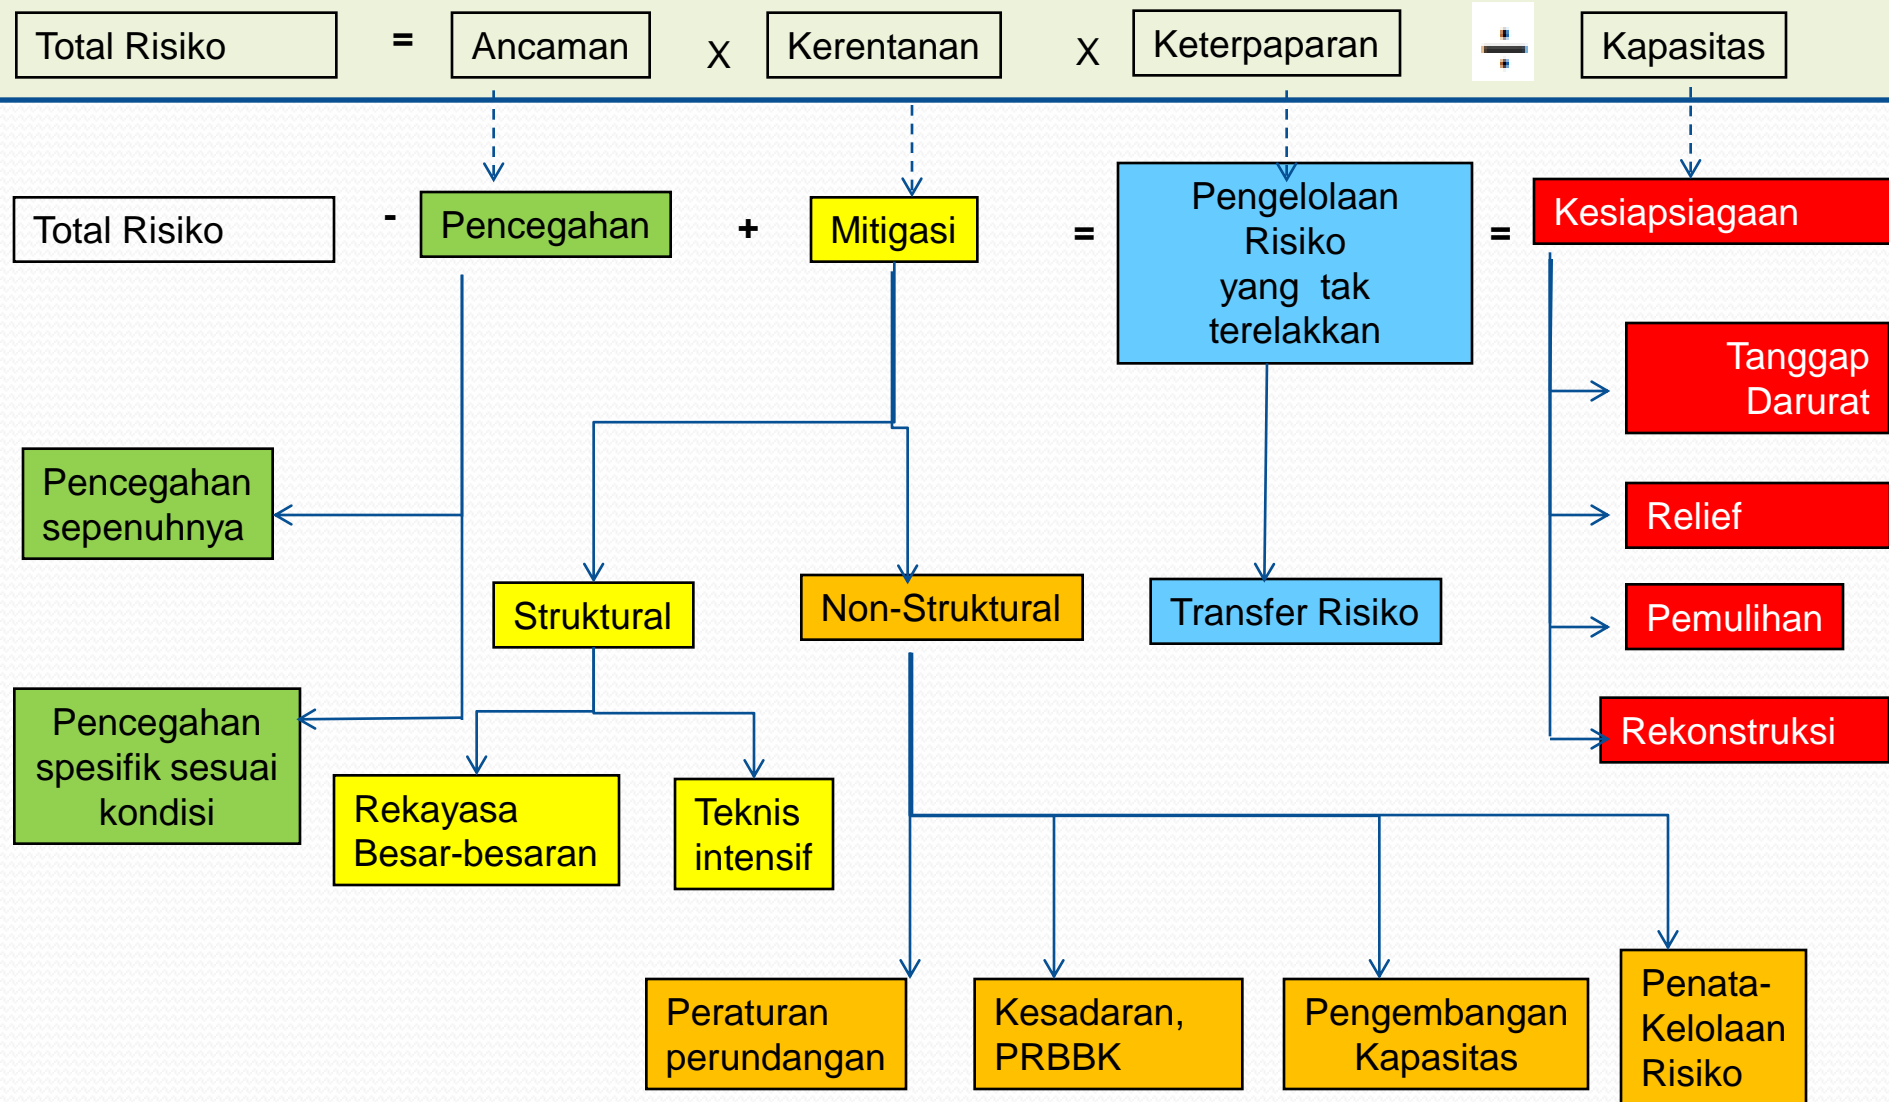 Total Risiko = Ancaman X Kerentanan X Keterpaparan ÷ Kapasitas
Total Risiko - Pencegahan + Mitigasi = Pengelolaan
Risiko
yang tak
terelakkan = Kesiapsiagaan
Tanggap
Darurat
Relief
Pemulihan
Rekonstruksi
Pencegahan
sepenuhnya
Pencegahan
spesifik sesuai
kondisi
Struktural
Non-Struktural
Transfer Risiko
Rekayasa
Besar-besaran
Teknis
intensif
Peraturan
perundangan
Kesadaran,
PRBBK
Pengembangan
Kapasitas
Penata-
Kelolaan
Risiko